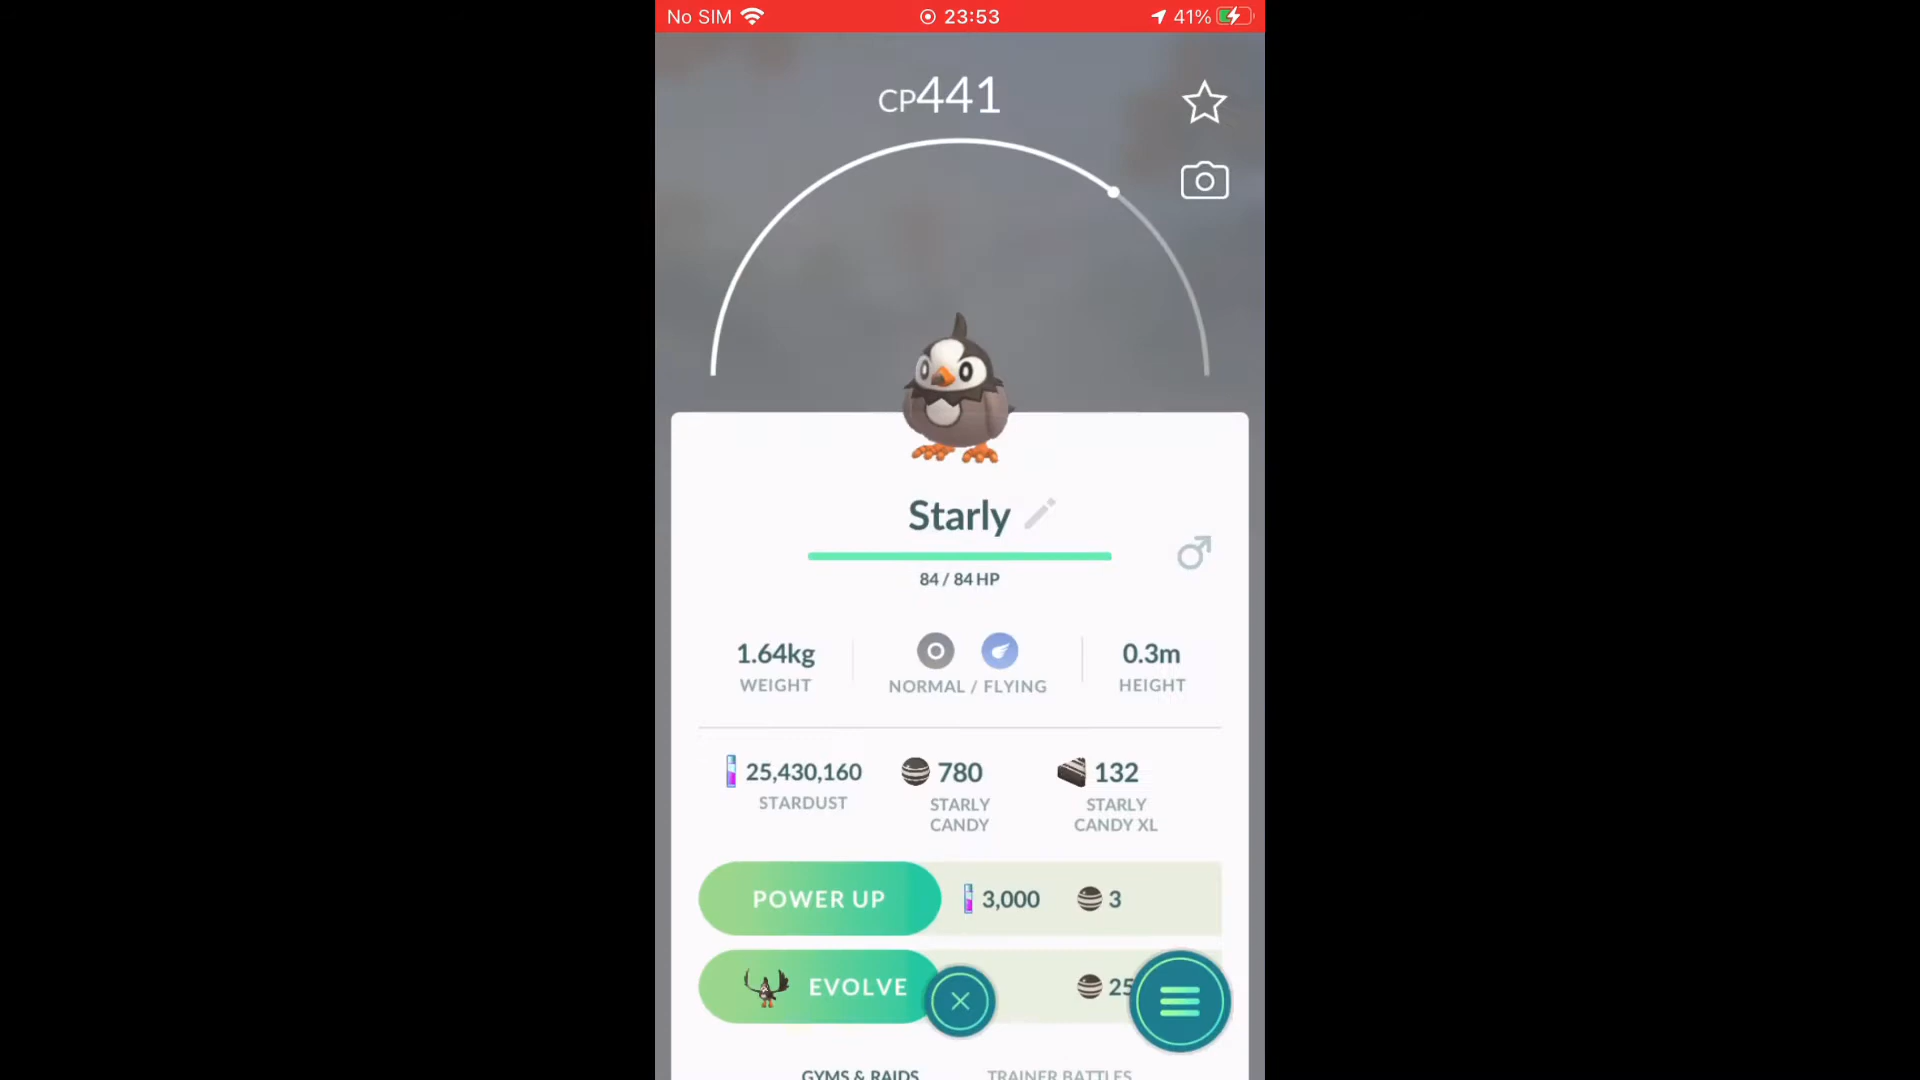 No SIM 23:53 41%
CP441
Starly
84 / 84 HP
1.64kg 0.3m
WEIGHT NORMAL / FLYING HEIGHT
25,430,160 780 132
STARDUST STARLY CANDY STARLY CANDY XL
POWER UP 3,000 3
EVOLVE 25
GYMS & RAIDS TRAINER BATTLES